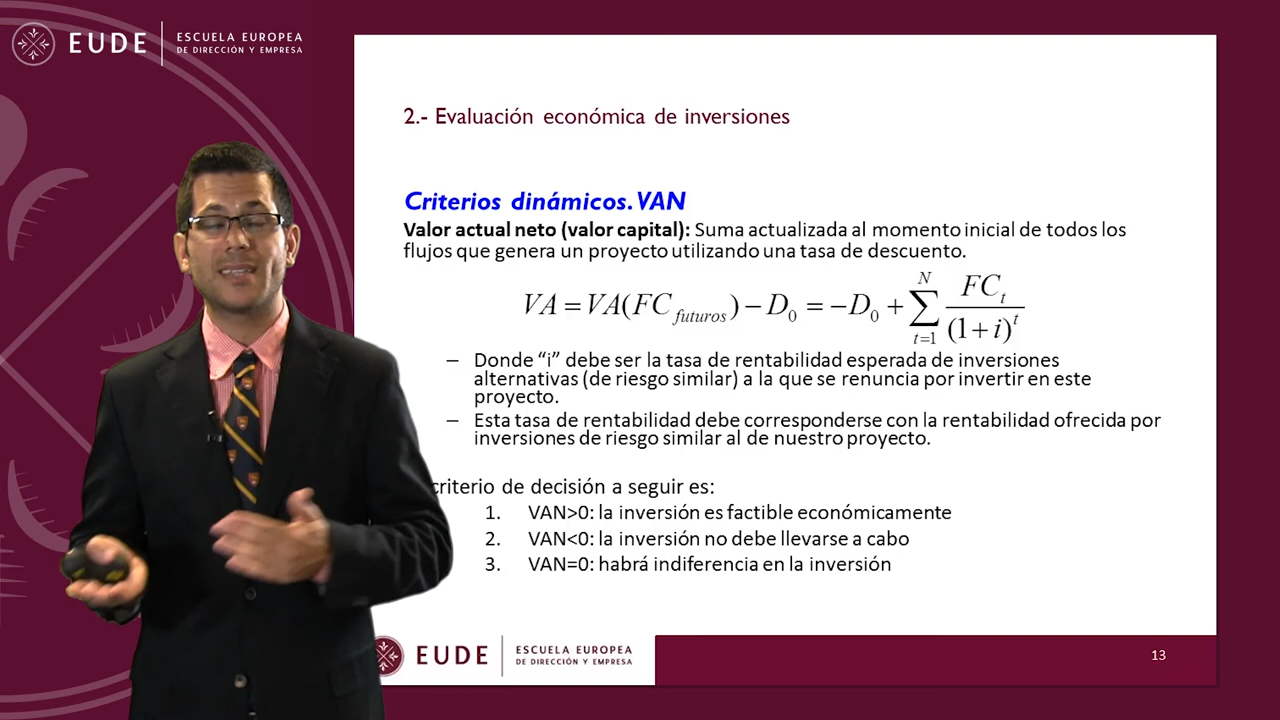 EUDE
ESCUELA EUROPEA
DE DIRECCIÓN Y EMPRESA
2.- Evaluación económica de inversiones
Criterios dinámicos. VAN
Valor actual neto (valor capital): Suma actualizada al momento inicial de todos los
flujos que genera un proyecto utilizando una tasa de descuento.
VA = VA(FC_futuros) − D_0 = −D_0 + ∑_{t=1}^{N} FC_t / (1 + i)^t
– Donde “i” debe ser la tasa de rentabilidad esperada de inversiones
alternativas (de riesgo similar) a la que se renuncia por invertir en este
proyecto.
– Esta tasa de rentabilidad debe corresponderse con la rentabilidad ofrecida por
inversiones de riesgo similar al de nuestro proyecto.
criterio de decisión a seguir es:
1. VAN>0: la inversión es factible económicamente
2. VAN<0: la inversión no debe llevarse a cabo
3. VAN=0: habrá indiferencia en la inversión
EUDE
ESCUELA EUROPEA
DE DIRECCIÓN Y EMPRESA
13